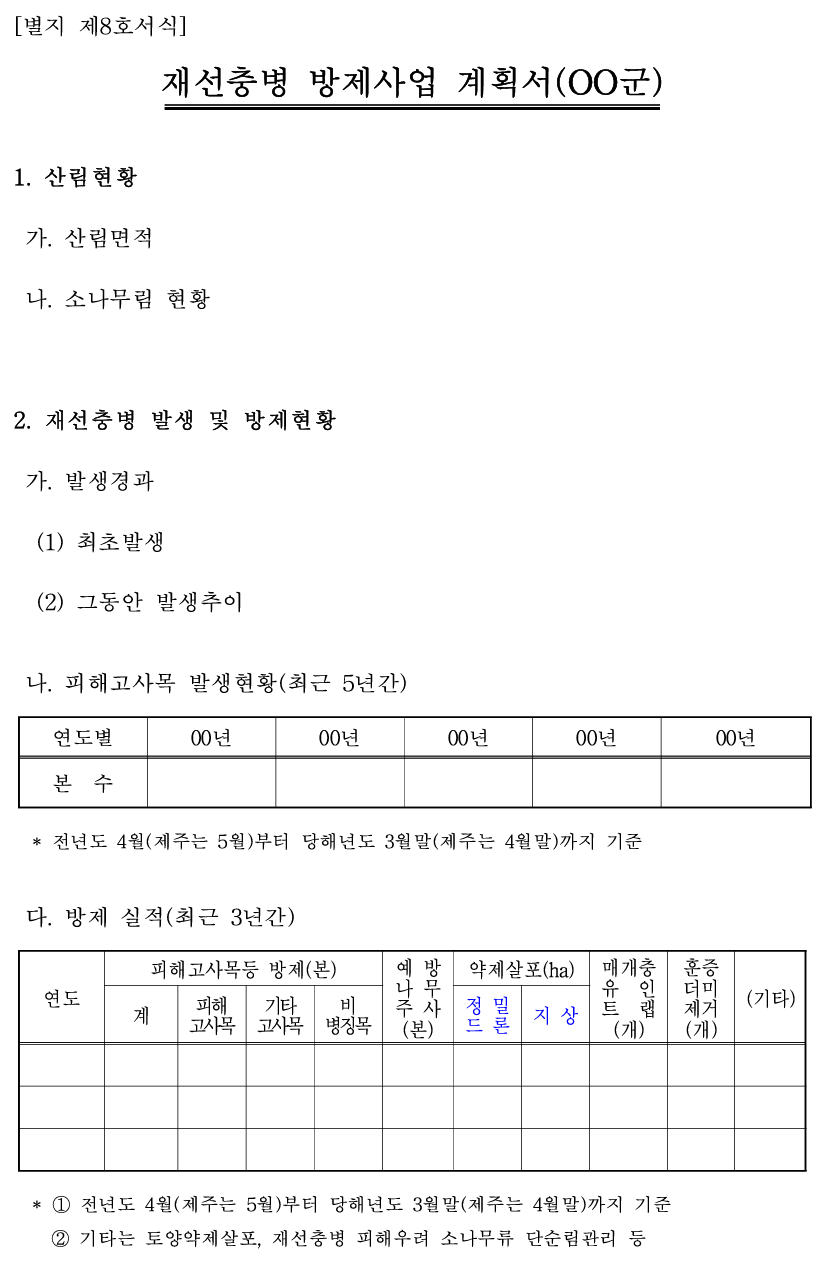 [별지 제8호서식]
재선충병 방제사업 계획서(OO군)
1. 산림현황
가. 산림면적
나. 소나무림 현황
2. 재선충병 발생 및 방제현황
가. 발생경과
(1) 최초발생
(2) 그동안 발생추이
나. 피해고사목 발생현황(최근 5년간)
연도별 00년 00년 00년 00년 00년
본 수
* 전년도 4월(제주는 5월)부터 당해년도 3월말(제주는 4월말)까지 기준
다. 방제 실적(최근 3년간)
연도
피해고사목등 방제(본)
계
피해
고사목
기타
고사목
비
병징목
예 방
나 무
주 사
(본)
약제살포(ha)
정 밀
드 론
지 상
매개충
유 인
트 랩
(개)
훈증
더미
제거
(개)
(기타)
* ① 전년도 4월(제주는 5월)부터 당해년도 3월말(제주는 4월말)까지 기준
② 기타는 토양약제살포, 재선충병 피해우려 소나무류 단순림관리 등